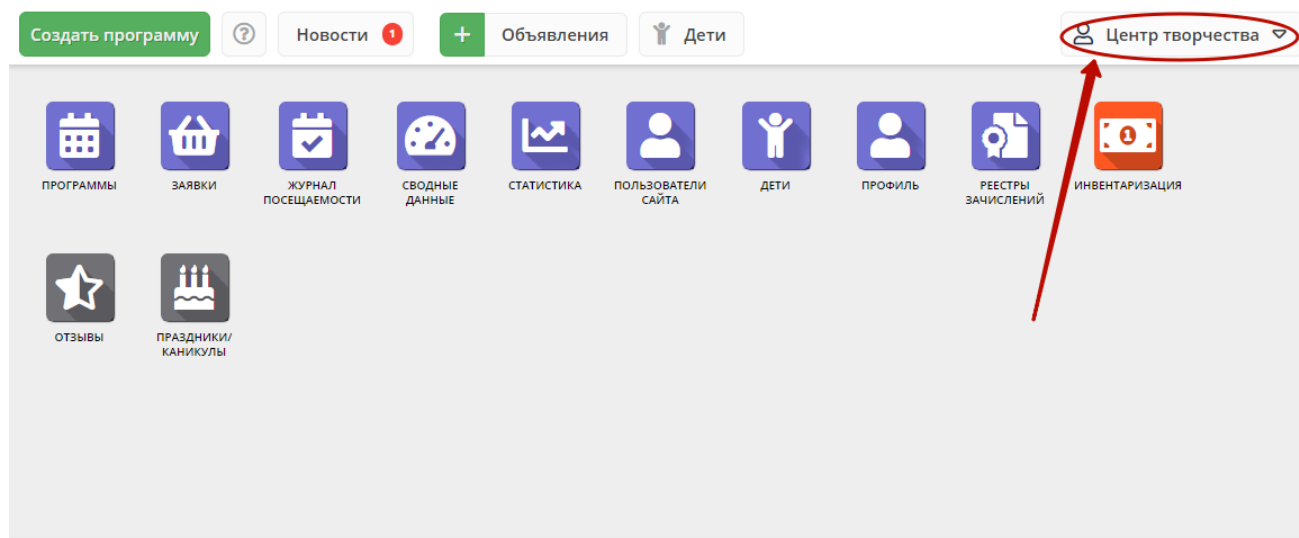 Создать программу
?
Новости 1
+ Объявления
Дети
Центр творчества
ПРОГРАММЫ
ЗАЯВКИ
ЖУРНАЛ
ПОСЕЩАЕМОСТИ
СВОДНЫЕ
ДАННЫЕ
СТАТИСТИКА
ПОЛЬЗОВАТЕЛИ
САЙТА
ДЕТИ
ПРОФИЛЬ
РЕЕСТРЫ
ЗАЧИСЛЕНИЙ
1
ИНВЕНТАРИЗАЦИЯ
ОТЗЫВЫ
ПРАЗДНИКИ/
КАНИКУЛЫ